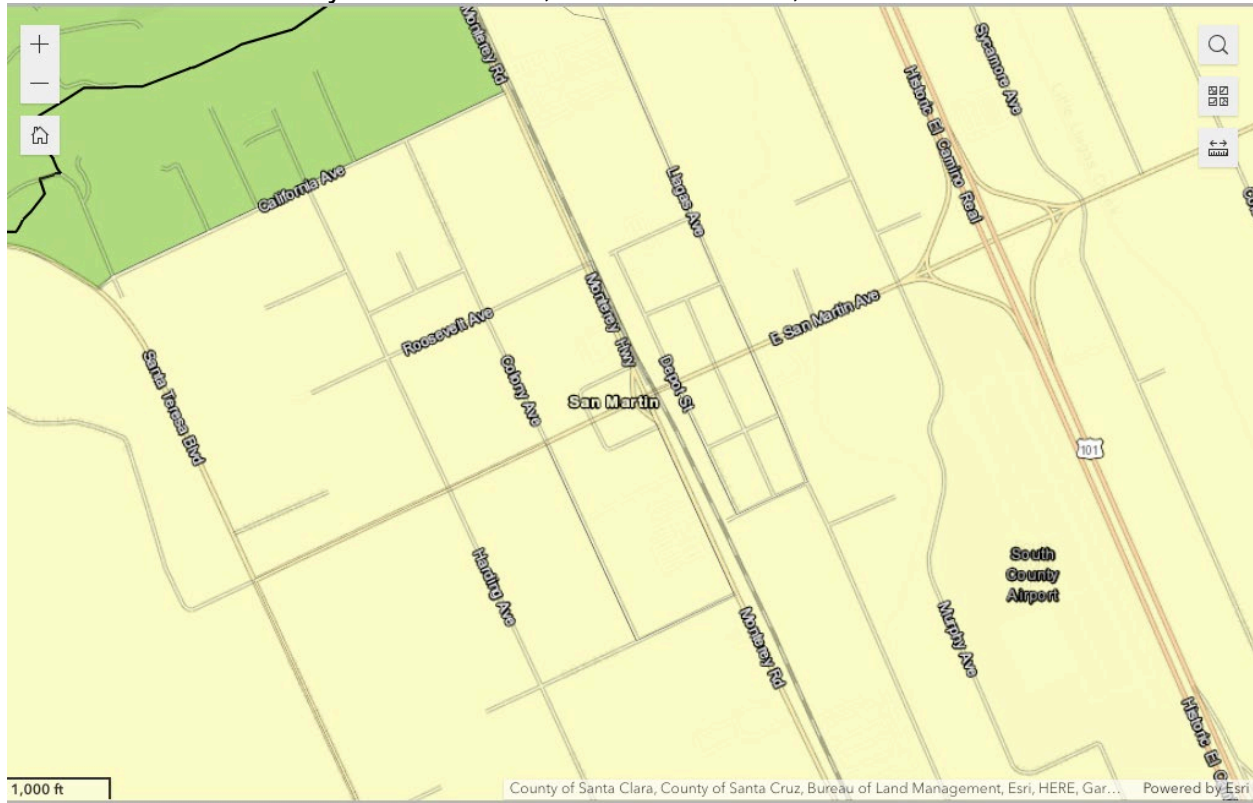 Monterey Rd
Historic El Camino Real
Sycamore Ave
California Ave
Llagas Ave
Roosevelt Ave
Monterey Hwy
E San Martin Ave
Santa Teresa Blvd
Colony Ave
San Martin
Depot St
101
South
County
Airport
Harding Ave
Murphy Ave
Monterey Rd
Historic El
1,000 ft
County of Santa Clara, County of Santa Cruz, Bureau of Land Management, Esri, HERE, Gar...
Powered by Esri